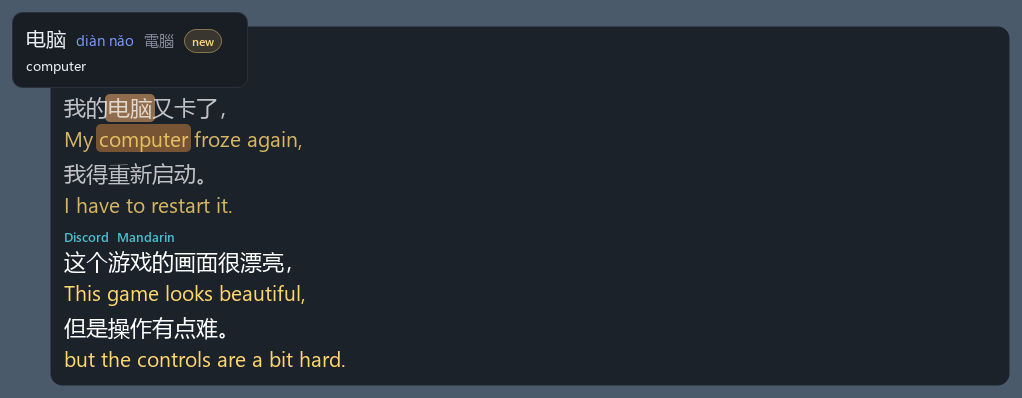 电脑 diàn nǎo 電腦 new
computer
我的电脑又卡了，
My computer froze again,
我得重新启动。
I have to restart it.
Discord Mandarin
这个游戏的画面很漂亮，
This game looks beautiful,
但是操作有点难。
but the controls are a bit hard.